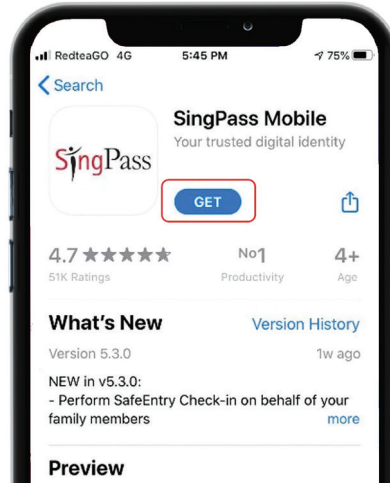 RedteaGO 4G 5:45 PM 75%
Search
SingPass
SingPass Mobile
Your trusted digital identity
GET
4.7 No1 4+
51K Ratings Productivity Age
What's New Version History
Version 5.3.0 1w ago
NEW in v5.3.0:
- Perform SafeEntry Check-in on behalf of your
family members more
Preview